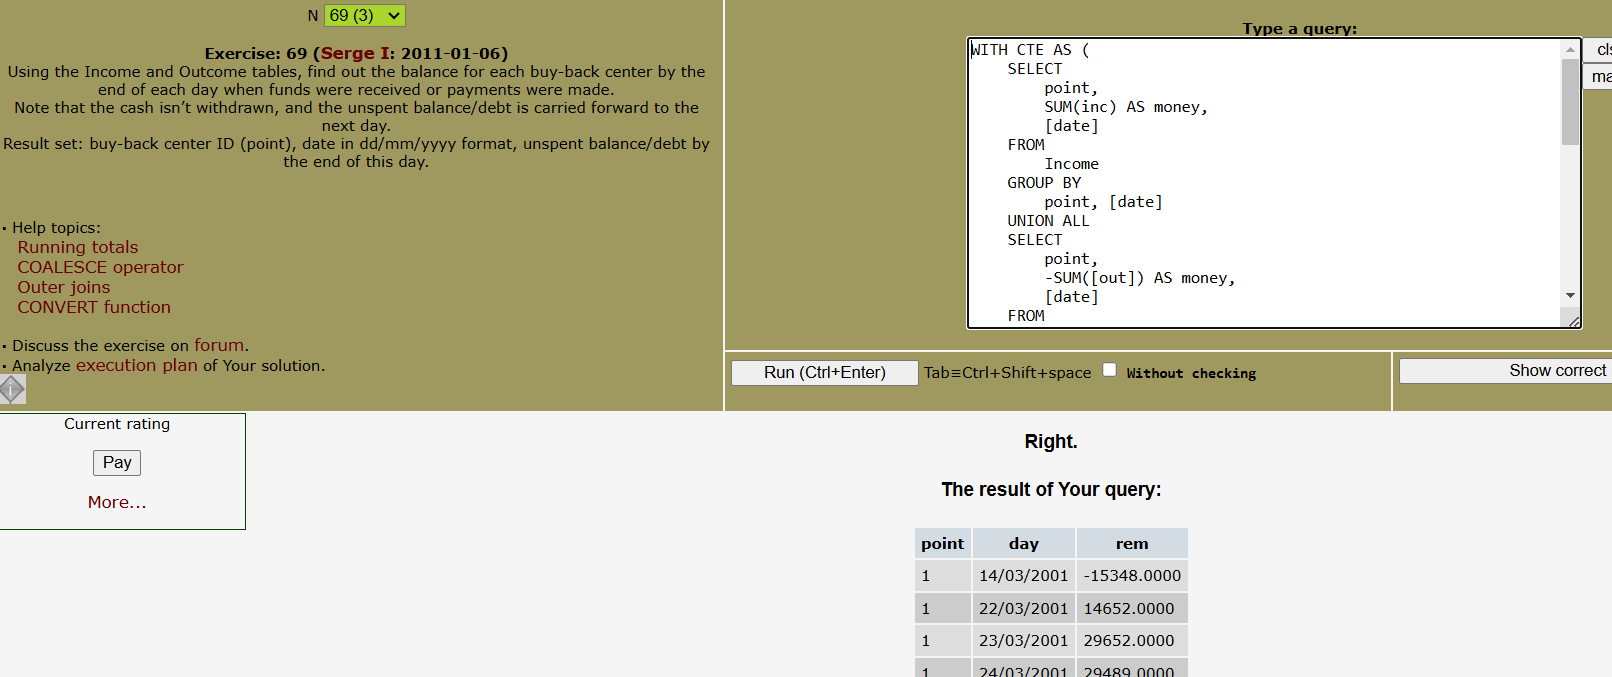 N 69 (3)
Exercise: 69 (Serge I: 2011-01-06)
Using the Income and Outcome tables, find out the balance for each buy-back center by the
end of each day when funds were received or payments were made.
Note that the cash isn’t withdrawn, and the unspent balance/debt is carried forward to the
next day.
Result set: buy-back center ID (point), date in dd/mm/yyyy format, unspent balance/debt by
the end of this day.
· Help topics:
Running totals
COALESCE operator
Outer joins
CONVERT function
· Discuss the exercise on forum.
· Analyze execution plan of Your solution.
Type a query:
WITH CTE AS (
SELECT
point,
SUM(inc) AS money,
[date]
FROM
Income
GROUP BY
point, [date]
UNION ALL
SELECT
point,
-SUM([out]) AS money,
[date]
FROM
cls
ma
Run (Ctrl+Enter) Tab≡Ctrl+Shift+space Without checking
Show correct
Current rating
Pay
More...
Right.
The result of Your query:
point day rem
1 14/03/2001 -15348.0000
1 22/03/2001 14652.0000
1 23/03/2001 29652.0000
1 24/03/2001 29489.0000